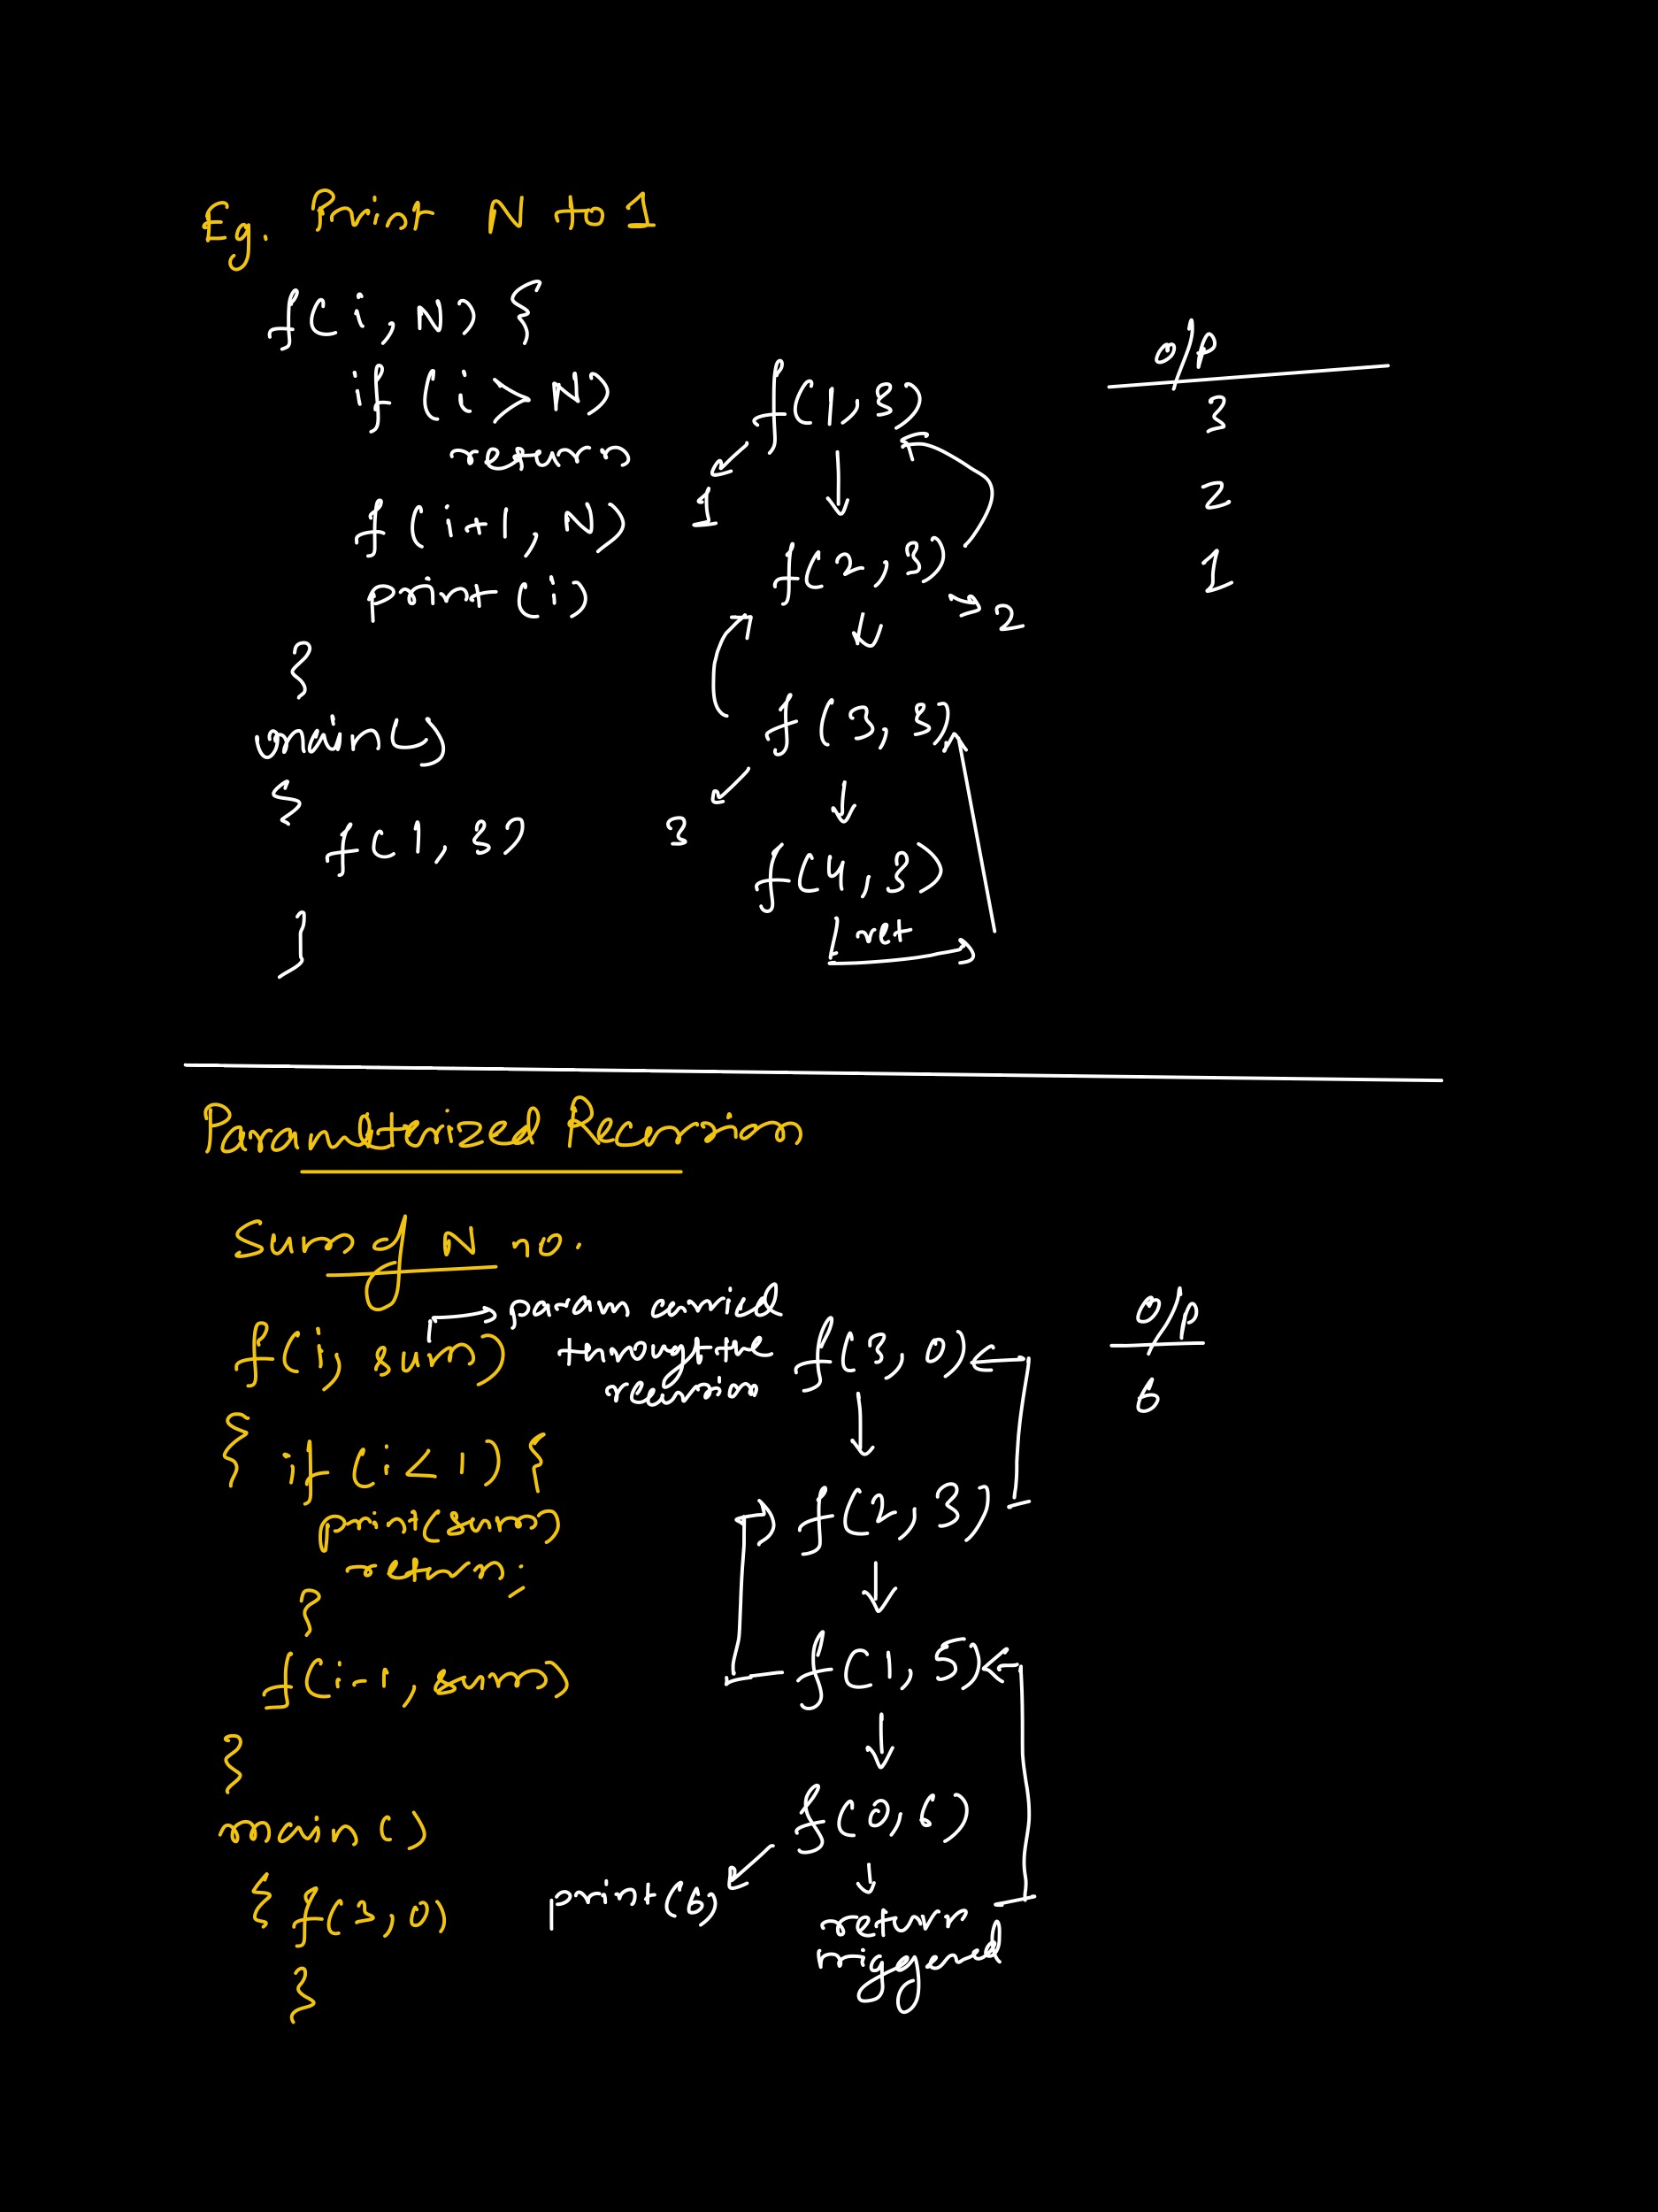 Eg. Print N to 1
f(i, N) {
if (i > N)
return
f(i+1, N)
print(i)
}
main()
{
f(1, 3)
}
f(1, 3)
1
f(2, 3)
2
f(3, 3)
3
f(4, 3)
ret
o/p
3
2
1
Parameterized Recursion
Sum of N no.
f(i, sum)
param carried
through the
recursion
{ if (i < 1) {
print(sum)
return;
}
f(i-1, sum)
}
main()
{ f(3, 0)
}
f(3, 0)
f(2, 3)
f(1, 5)
f(0, 6)
print(6)
return
triggered
O/p
6